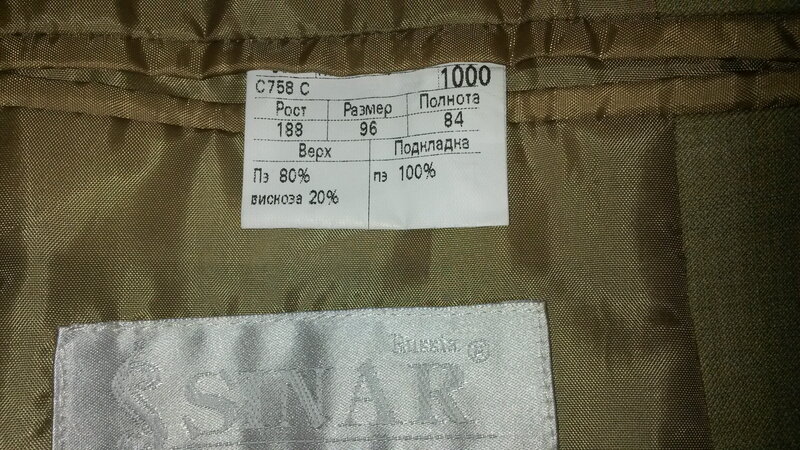 С758 С 1000
Рост Размер Полнота
188 96 84
Верх Подкладка
Пэ 80% пэ 100%
вискоза 20%
Russia
SINAR ®